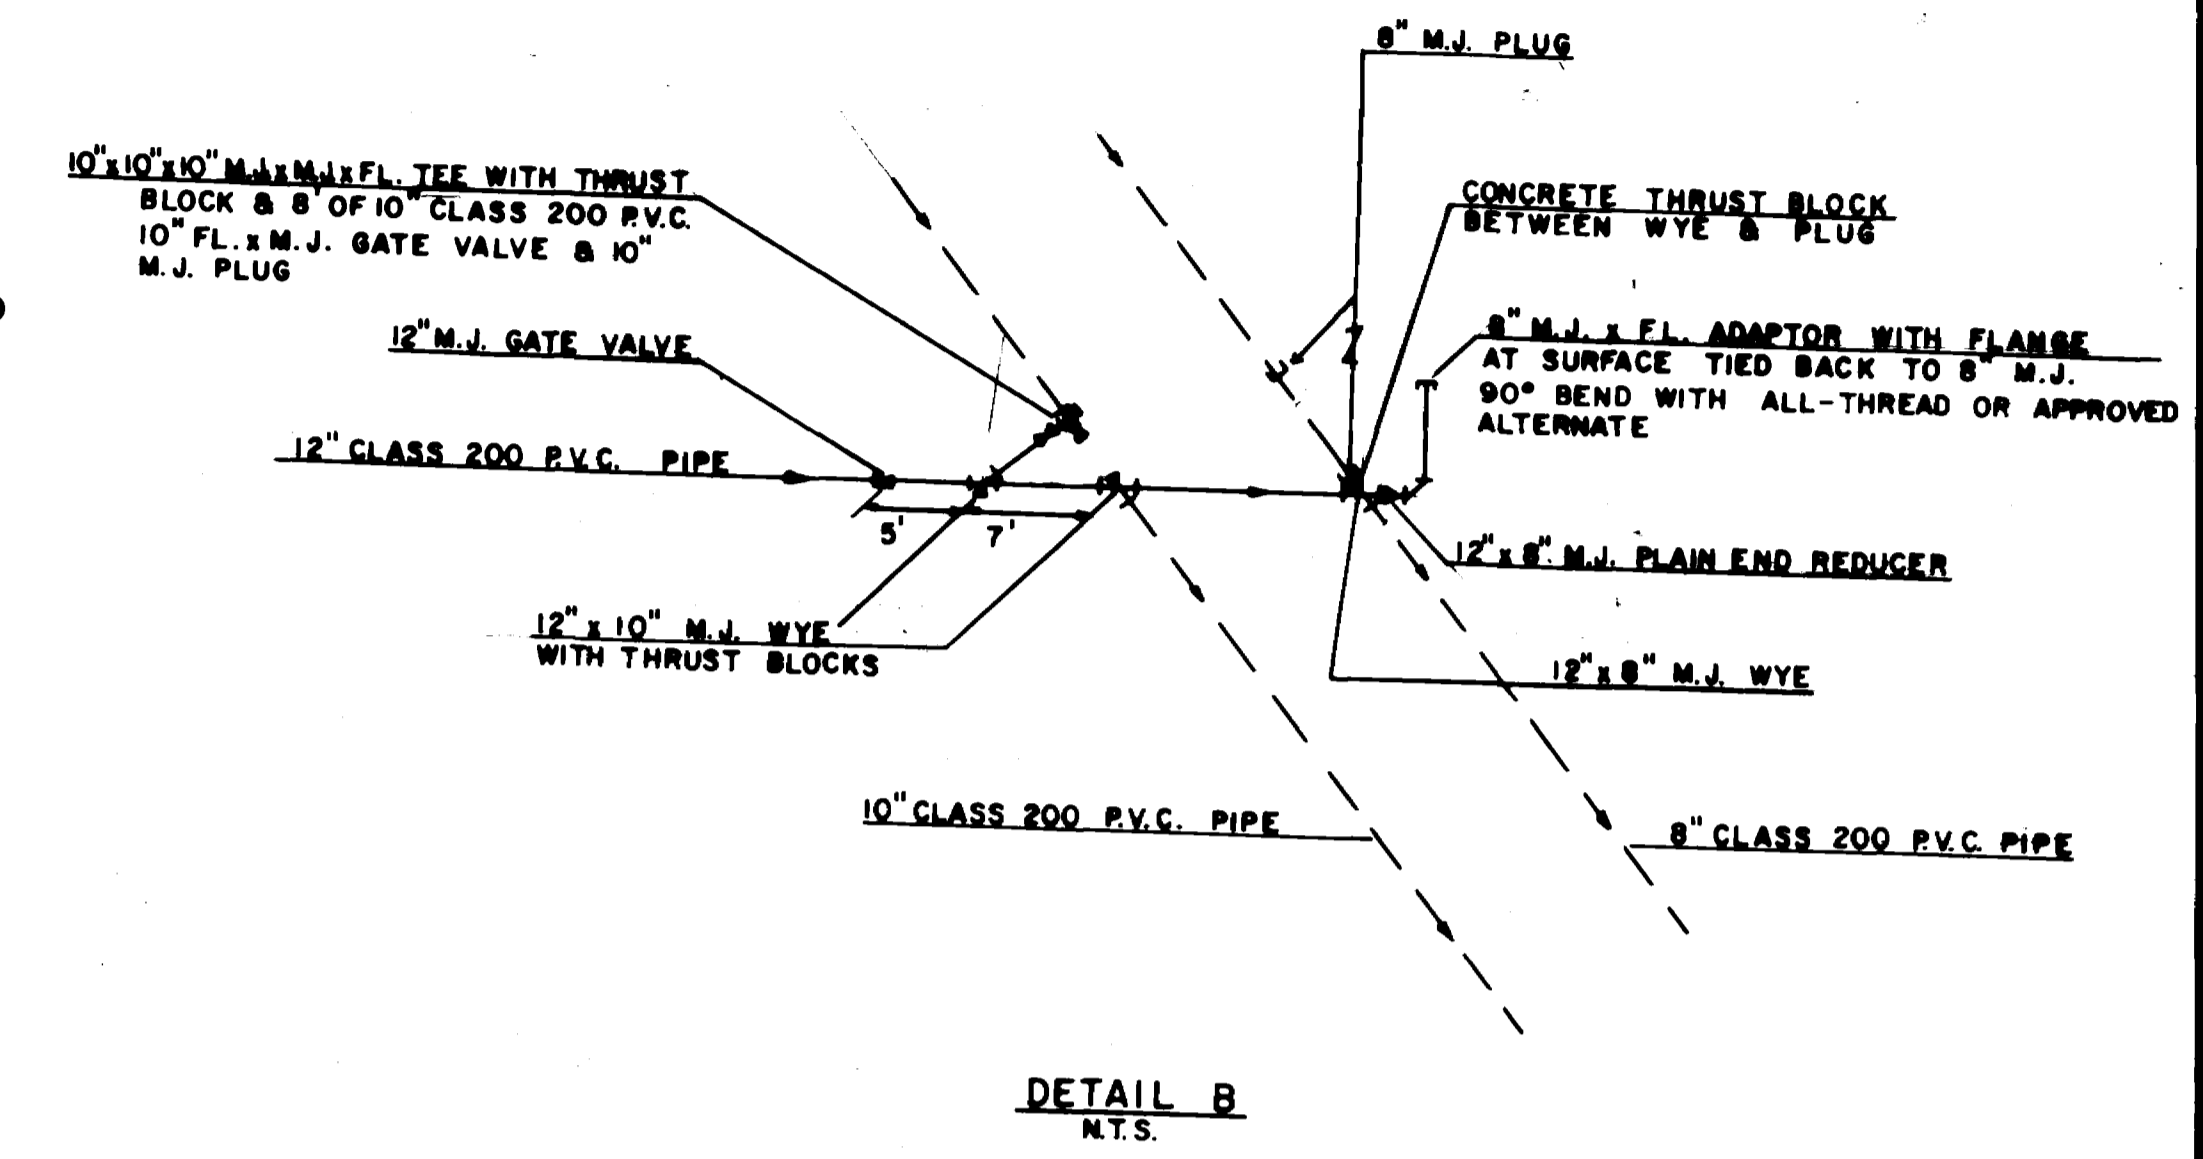 8" M.J. PLUG
10"x10"x10" M.J.xM.J.xFL. TEE WITH THRUST
BLOCK & 8' OF 10" CLASS 200 P.V.C.
10" FL.x M.J. GATE VALVE & 10"
M.J. PLUG
CONCRETE THRUST BLOCK
BETWEEN WYE & PLUG
12" M.J. GATE VALVE
8" M.J. x FL. ADAPTOR WITH FLANGE
AT SURFACE TIED BACK TO 8" M.J.
90° BEND WITH ALL-THREAD OR APPROVED
ALTERNATE
12" CLASS 200 P.V.C. PIPE
5'
7'
12" x 8" M.J. PLAIN END REDUCER
12" x 10" M.J. WYE
WITH THRUST BLOCKS
12" x 8" M.J. WYE
10" CLASS 200 P.V.C. PIPE
8" CLASS 200 P.V.C. PIPE
DETAIL B
N.T.S.